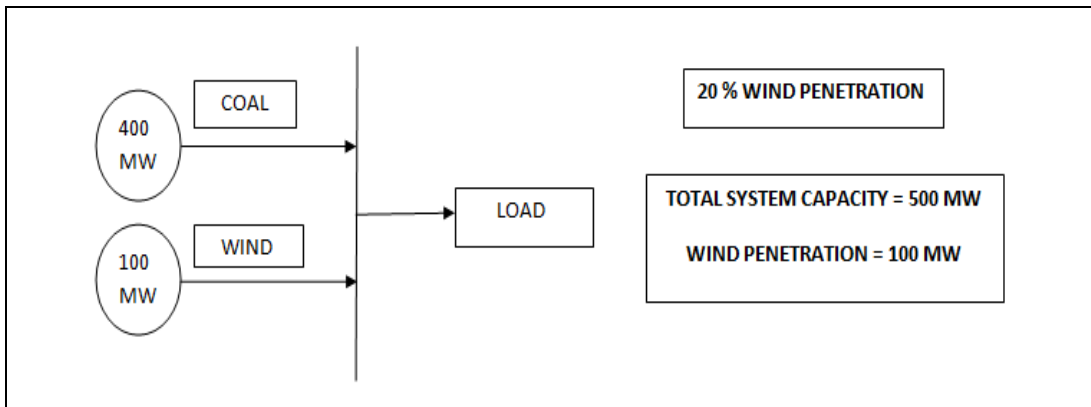 COAL
400
MW
WIND
100
MW
LOAD
20 % WIND PENETRATION
TOTAL SYSTEM CAPACITY = 500 MW
WIND PENETRATION = 100 MW